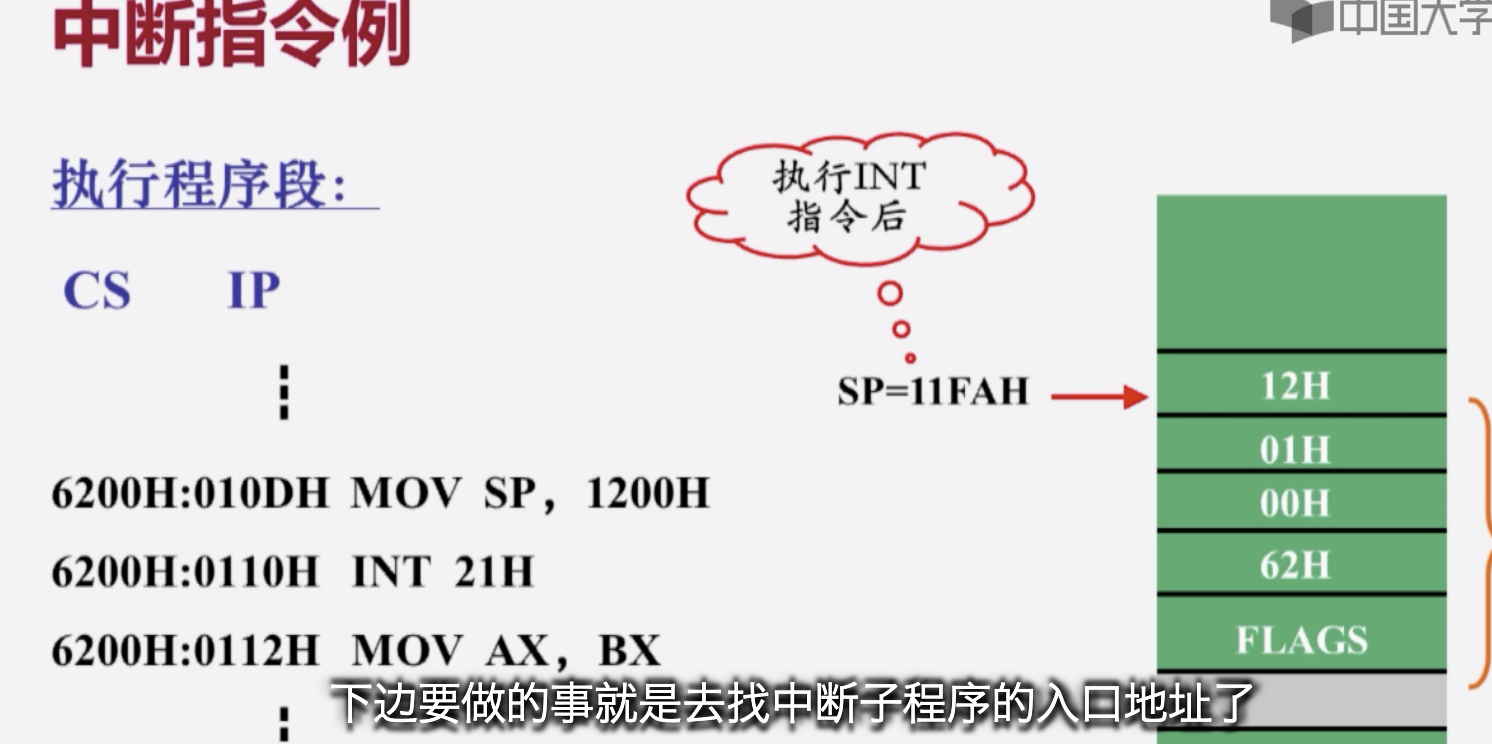 中断指令例
中国大学
执行程序段：
执行INT
指令后
CS IP
SP=11FAH
12H
01H
00H
62H
FLAGS
6200H:010DH MOV SP，1200H
6200H:0110H INT 21H
6200H:0112H MOV AX，BX
下边要做的事就是去找中断子程序的入口地址了